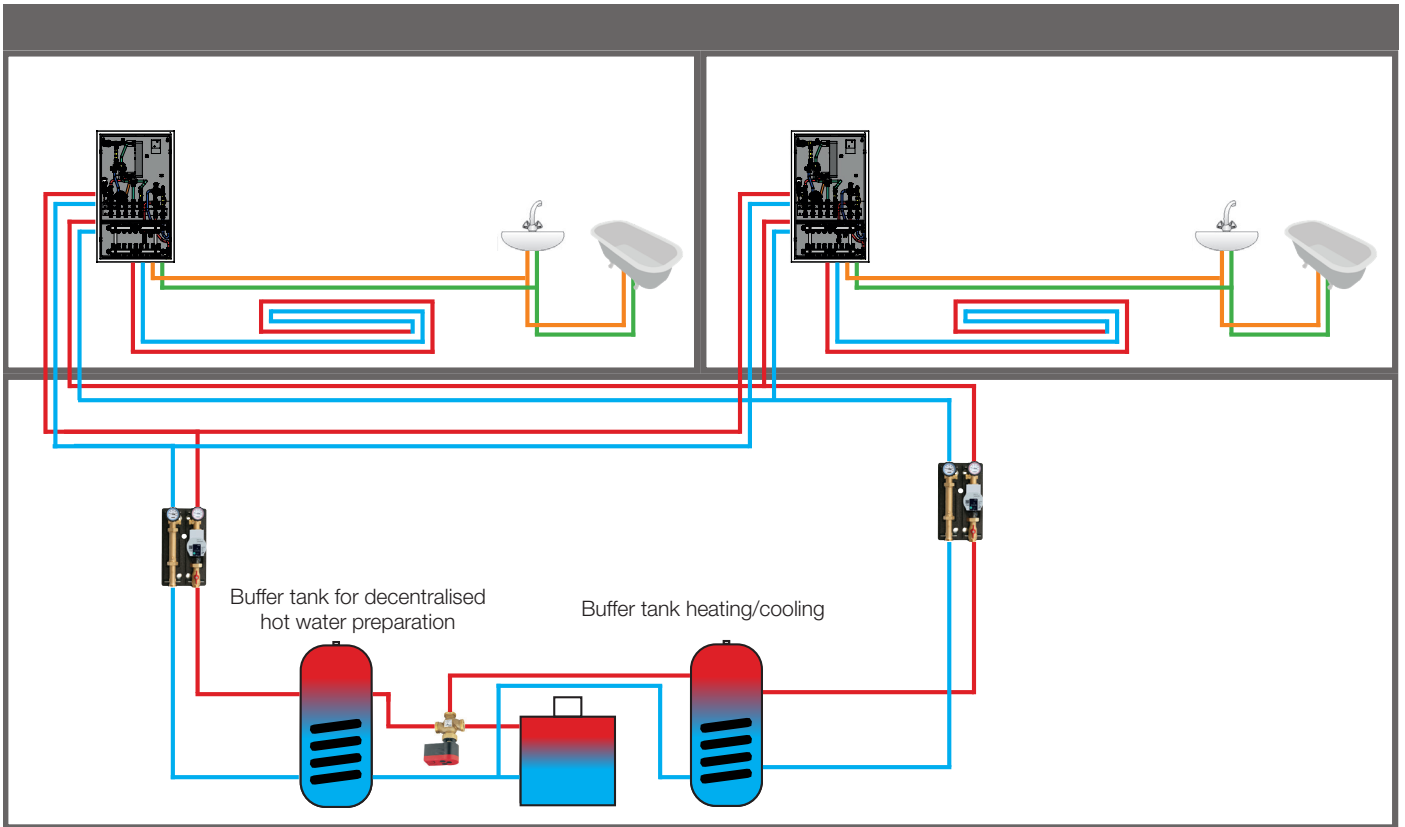 Buffer tank for decentralised
hot water preparation
Buffer tank heating/cooling